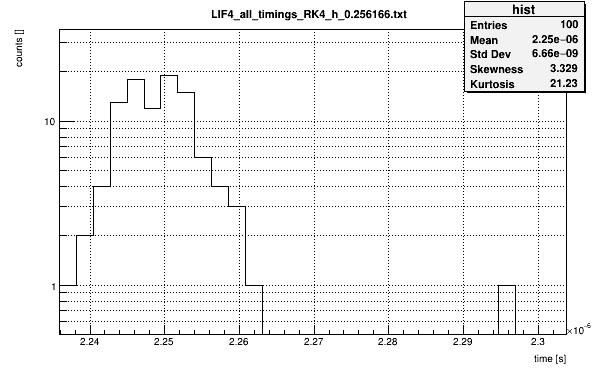 LIF4_all_timings_RK4_h_0.256166.txt
hist
Entries 100
Mean 2.25e−06
Std Dev 6.66e−09
Skewness 3.329
Kurtosis 21.23
counts []
10
1
2.24 2.25 2.26 2.27 2.28 2.29 2.3
×10−6
time [s]